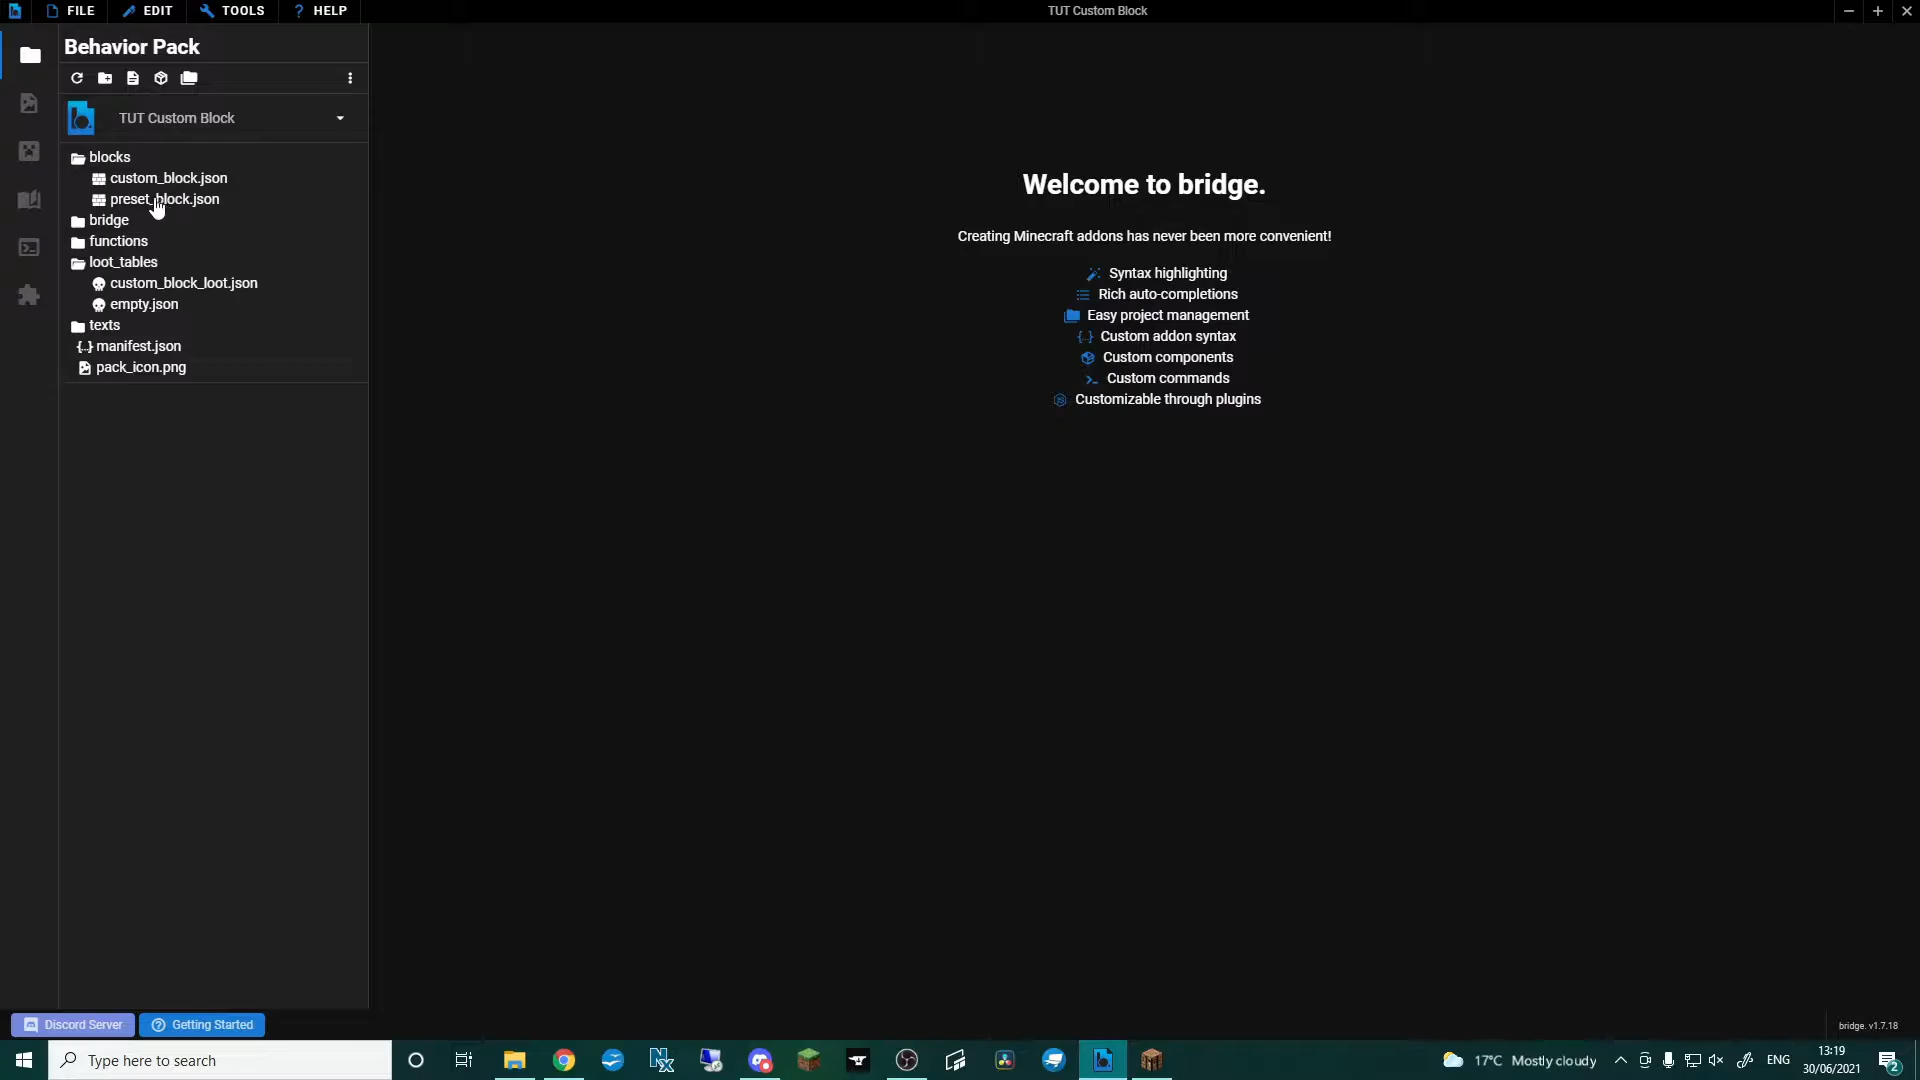 FILE EDIT TOOLS ? HELP TUT Custom Block
Behavior Pack
TUT Custom Block
blocks
custom_block.json
preset_block.json
bridge
functions
loot_tables
custom_block_loot.json
empty.json
texts
{..} manifest.json
pack_icon.png
Welcome to bridge.
Creating Minecraft addons has never been more convenient!
Syntax highlighting
Rich auto-completions
Easy project management
Custom addon syntax
Custom components
Custom commands
Customizable through plugins
Discord Server Getting Started
bridge. v1.7.18
Type here to search
17°C Mostly cloudy
ENG
13:19
30/06/2021
2